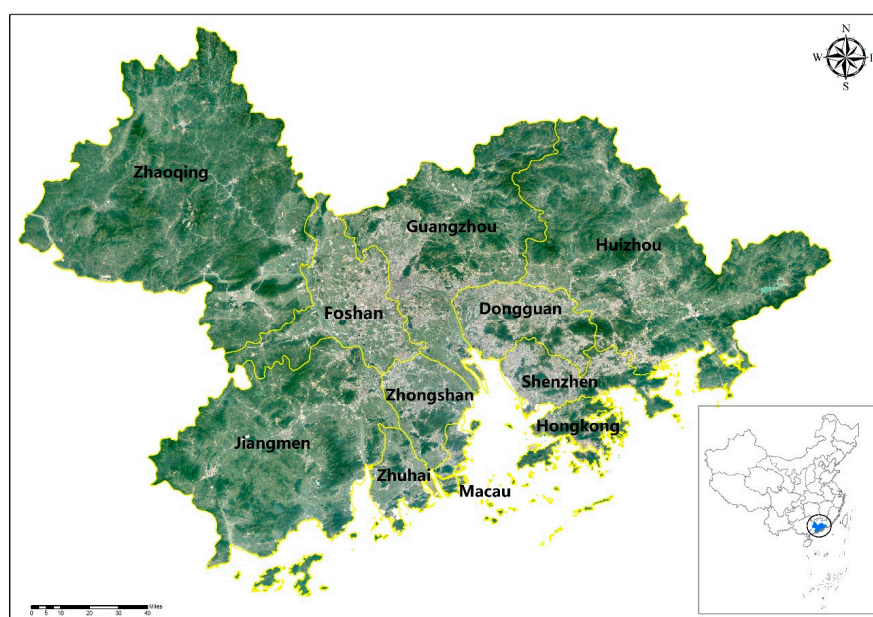 N
W
E
S
Zhaoqing
Guangzhou
Huizhou
Foshan
Dongguan
Shenzhen
Zhongshan
Hongkong
Jiangmen
Zhuhai
Macau
Miles
0 5 10 20 30 40